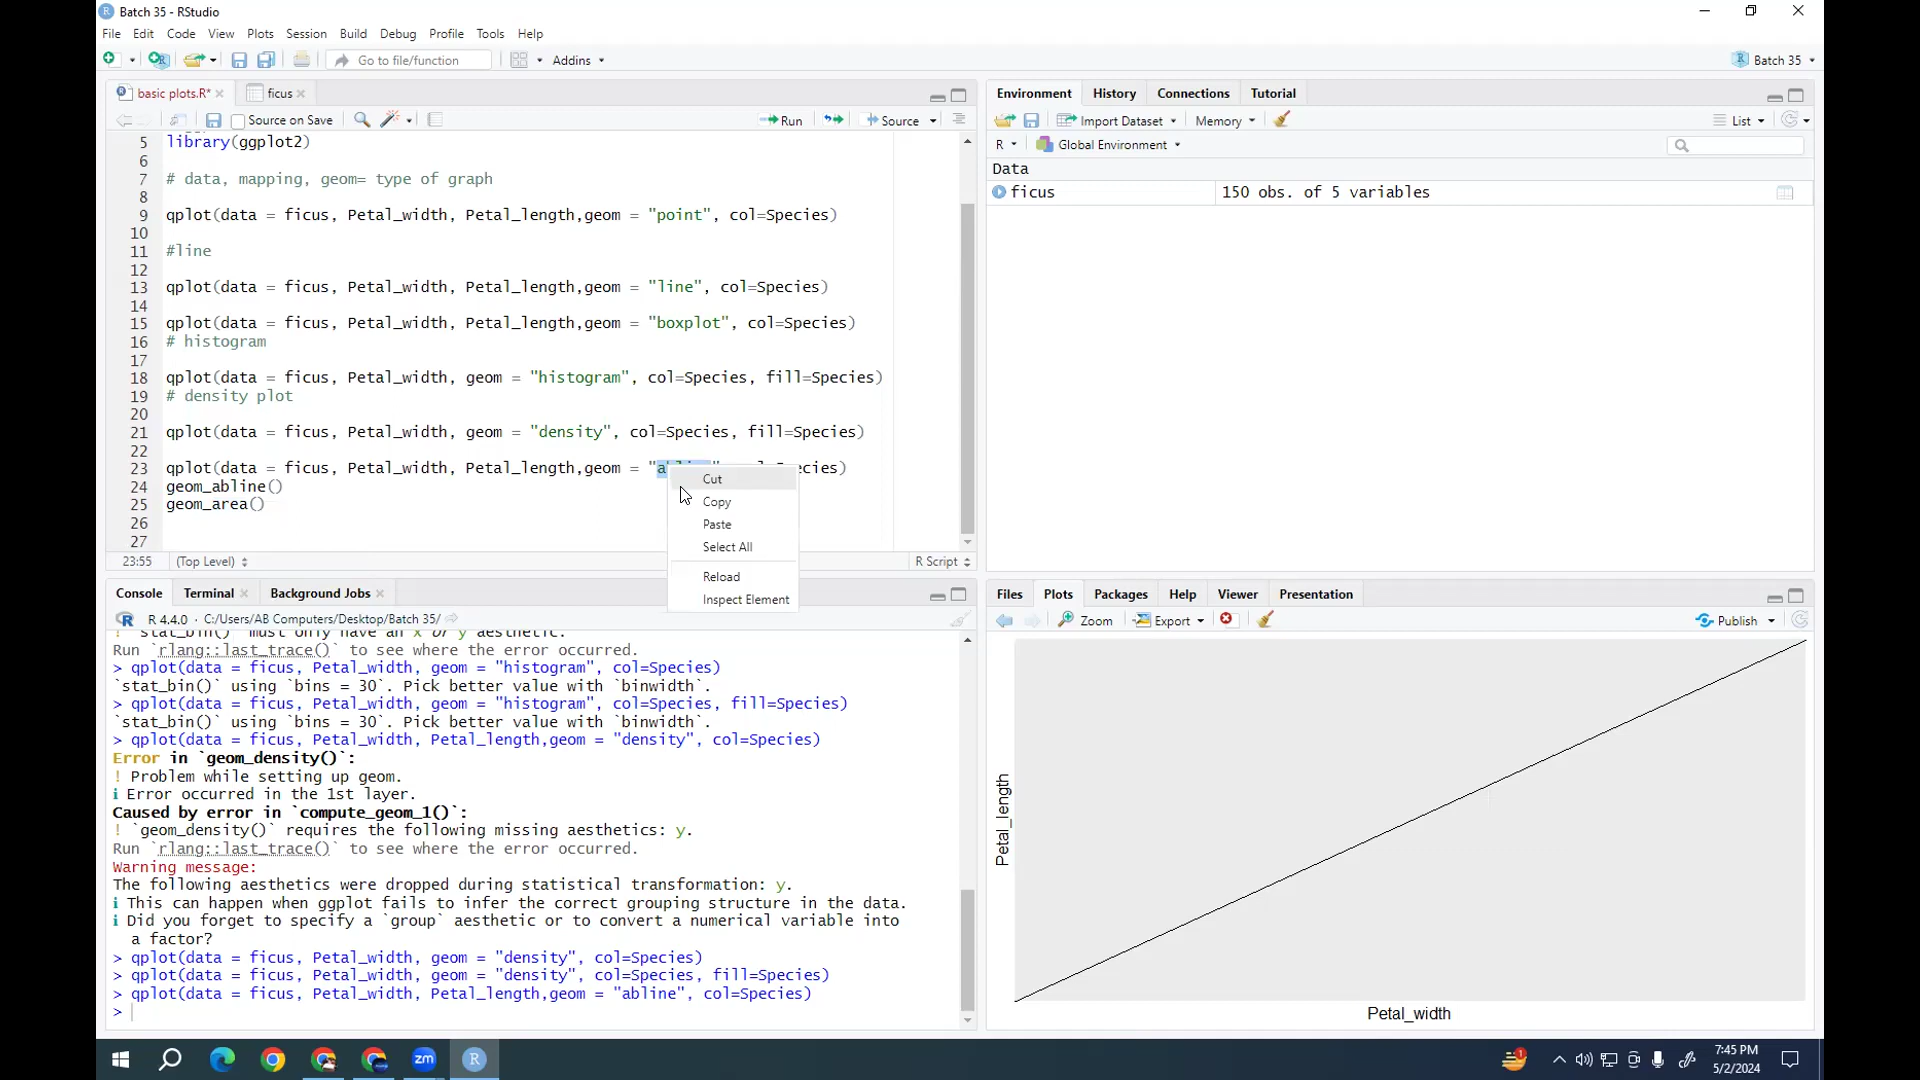 Batch 35 - RStudio
File Edit Code View Plots Session Build Debug Profile Tools Help
Go to file/function Addins Batch 35
basic plots.R* ficus
Source on Save Run Source
5 library(ggplot2)
6
7 # data, mapping, geom= type of graph
8
9 qplot(data = ficus, Petal_width, Petal_length,geom = "point", col=Species)
10
11 #line
12
13 qplot(data = ficus, Petal_width, Petal_length,geom = "line", col=Species)
14
15 qplot(data = ficus, Petal_width, Petal_length,geom = "boxplot", col=Species)
16 # histogram
17
18 qplot(data = ficus, Petal_width, geom = "histogram", col=Species, fill=Species)
19 # density plot
20
21 qplot(data = ficus, Petal_width, geom = "density", col=Species, fill=Species)
22
23 qplot(data = ficus, Petal_width, Petal_length,geom = " ecies)
24 geom_abline()
25 geom_area()
26
27
Cut
Copy
Paste
Select All
Reload
Inspect Element
23:55 (Top Level) R Script
Console Terminal Background Jobs
R 4.4.0 · C:/Users/AB Computers/Desktop/Batch 35/
! `stat_bin()` must only have an x or y aesthetic.
Run `rlang::last_trace()` to see where the error occurred.
> qplot(data = ficus, Petal_width, geom = "histogram", col=Species)
`stat_bin()` using `bins = 30`. Pick better value with `binwidth`.
> qplot(data = ficus, Petal_width, geom = "histogram", col=Species, fill=Species)
`stat_bin()` using `bins = 30`. Pick better value with `binwidth`.
> qplot(data = ficus, Petal_width, Petal_length,geom = "density", col=Species)
Error in `geom_density()`:
! Problem while setting up geom.
i Error occurred in the 1st layer.
Caused by error in `compute_geom_1()`:
! `geom_density()` requires the following missing aesthetics: y.
Run `rlang::last_trace()` to see where the error occurred.
Warning message:
The following aesthetics were dropped during statistical transformation: y.
i This can happen when ggplot fails to infer the correct grouping structure in the data.
i Did you forget to specify a `group` aesthetic or to convert a numerical variable into
a factor?
> qplot(data = ficus, Petal_width, geom = "density", col=Species)
> qplot(data = ficus, Petal_width, geom = "density", col=Species, fill=Species)
> qplot(data = ficus, Petal_width, Petal_length,geom = "abline", col=Species)
>
Environment History Connections Tutorial
Import Dataset Memory List
R Global Environment
Data
ficus 150 obs. of 5 variables
Files Plots Packages Help Viewer Presentation
Zoom Export Publish
Petal_length
Petal_width
zm
1
7:45 PM
5/2/2024